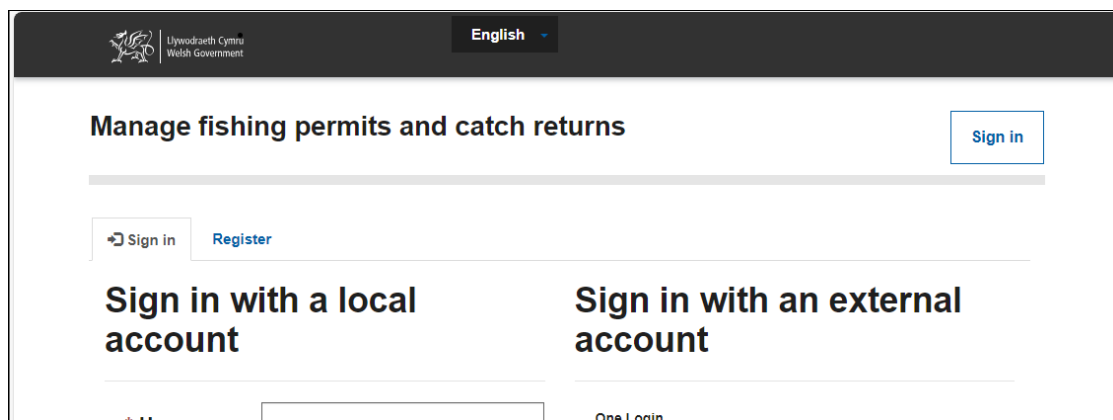 Llywodraeth Cymru
Welsh Government
English
Manage fishing permits and catch returns
Sign in
Sign in
Register
Sign in with a local
account
Sign in with an external
account
One Login